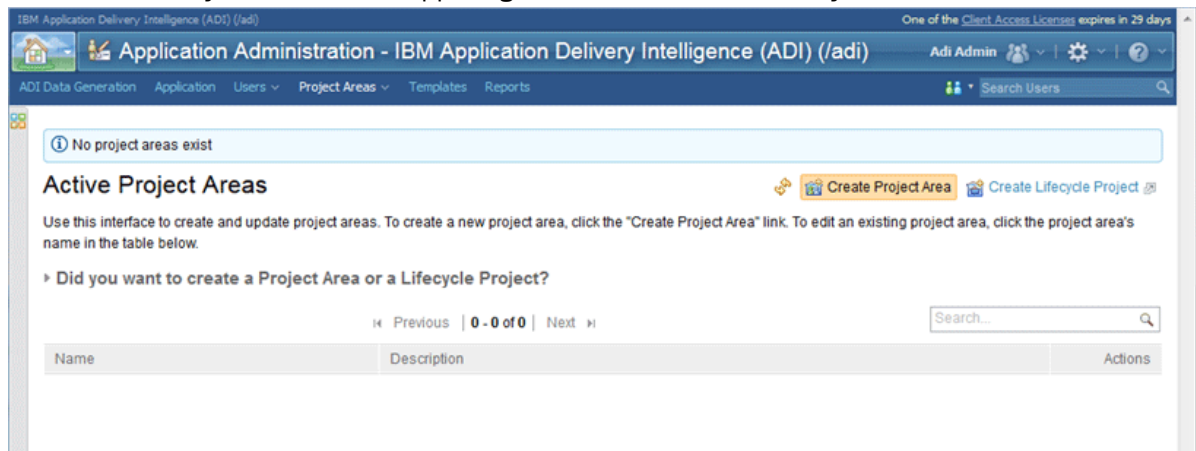 IBM Application Delivery Intelligence (ADI) (/adi) One of the Client Access Licenses expires in 29 days
Application Administration - IBM Application Delivery Intelligence (ADI) (/adi) Adi Admin
ADI Data Generation Application Users Project Areas Templates Reports Search Users
No project areas exist
Active Project Areas Create Project Area Create Lifecycle Project
Use this interface to create and update project areas. To create a new project area, click the "Create Project Area" link. To edit an existing project area, click the project area's
name in the table below.
Did you want to create a Project Area or a Lifecycle Project?
Previous | 0 - 0 of 0 | Next Search...
Name Description Actions